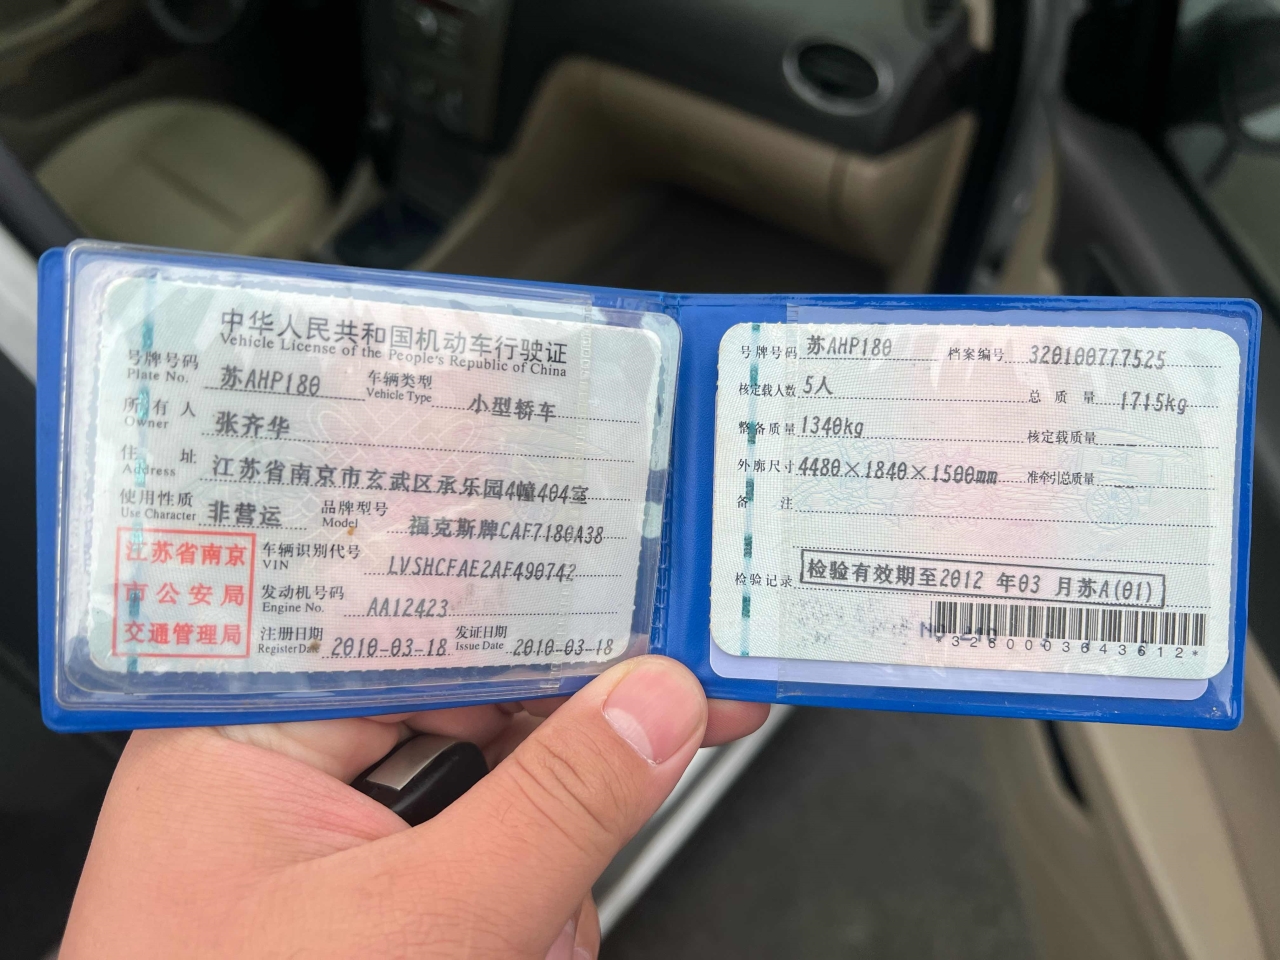 中华人民共和国机动车行驶证
Vehicle License of the People's Republic of China
号牌号码 Plate No. 苏AHP180 车辆类型 Vehicle Type 小型轿车
所有人 Owner 张齐华
住址 Address 江苏省南京市玄武区承乐园4幢404室
使用性质 Use Character 非营运 品牌型号 Model 福克斯牌CAF7180A38
江苏省南京
市公安局
交通管理局
车辆识别代号 VIN LVSHCFAE2AF490742
发动机号码 Engine No. AA12423
注册日期 Register Date 2010-03-18 发证日期 Issue Date 2010-03-18
号牌号码 苏AHP180 档案编号 320100777525
核定载人数 5人 总质量 1715kg
整备质量 1340kg 核定载质量 --
外廓尺寸 4480×1840×1500mm 准牵引总质量 --
备注
检验记录 检验有效期至2012 年03 月苏A(01)
*3260003643612*